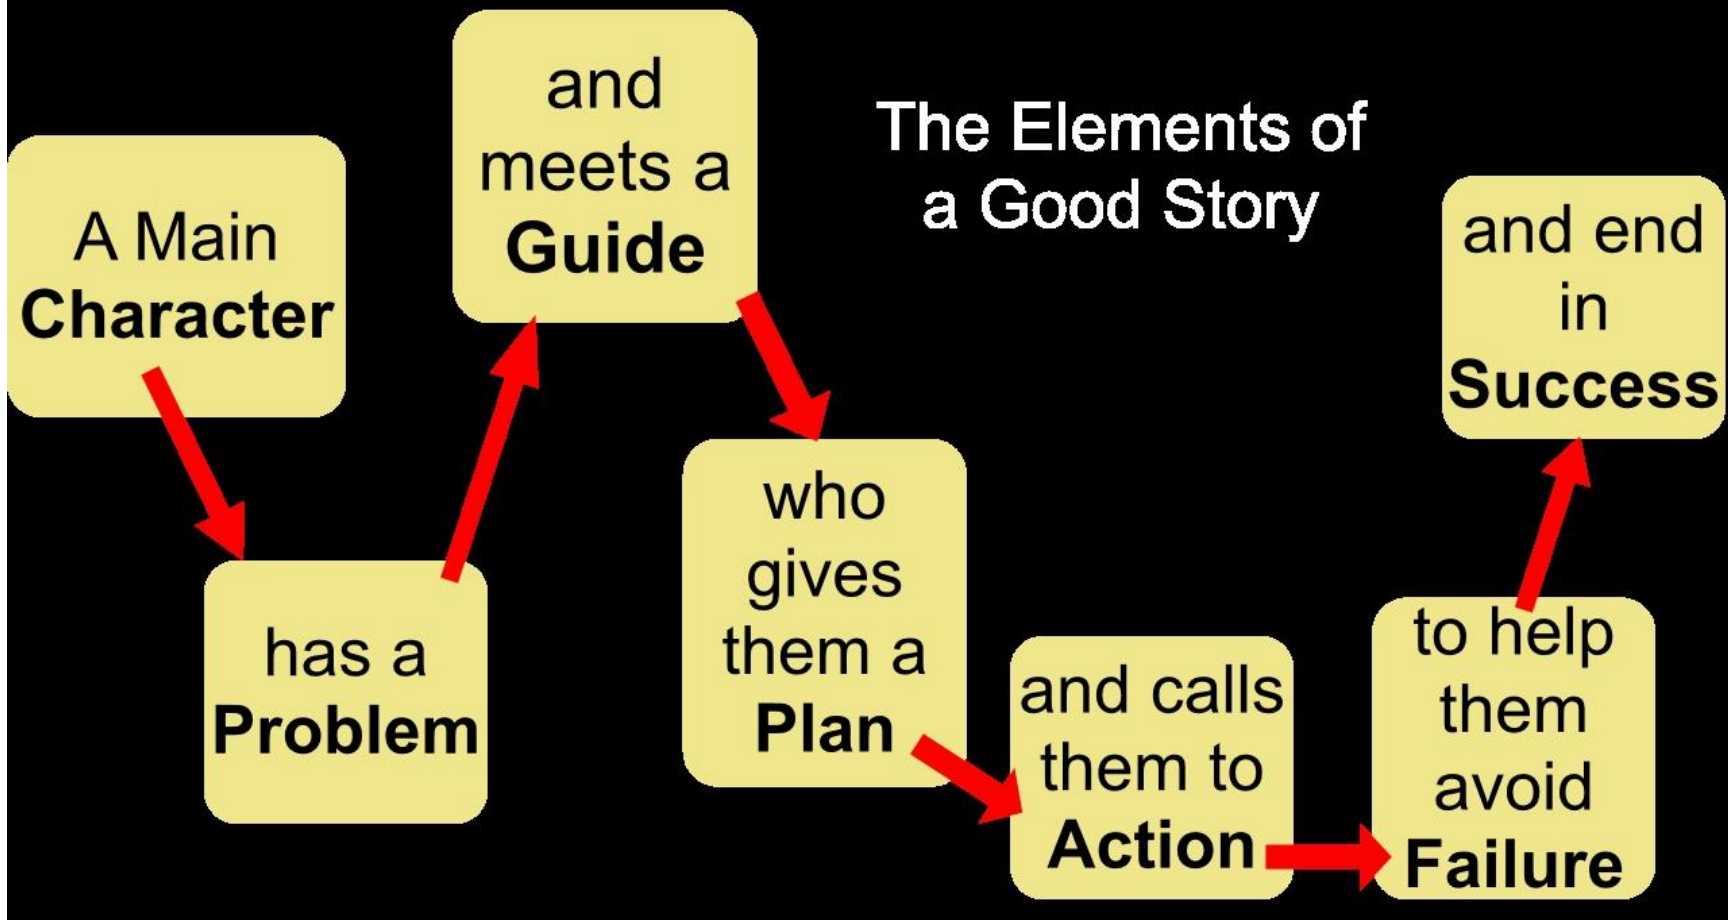 The Elements of
a Good Story
A Main
Character
has a
Problem
and
meets a
Guide
who
gives
them a
Plan
and calls
them to
Action
to help
them
avoid
Failure
and end
in
Success